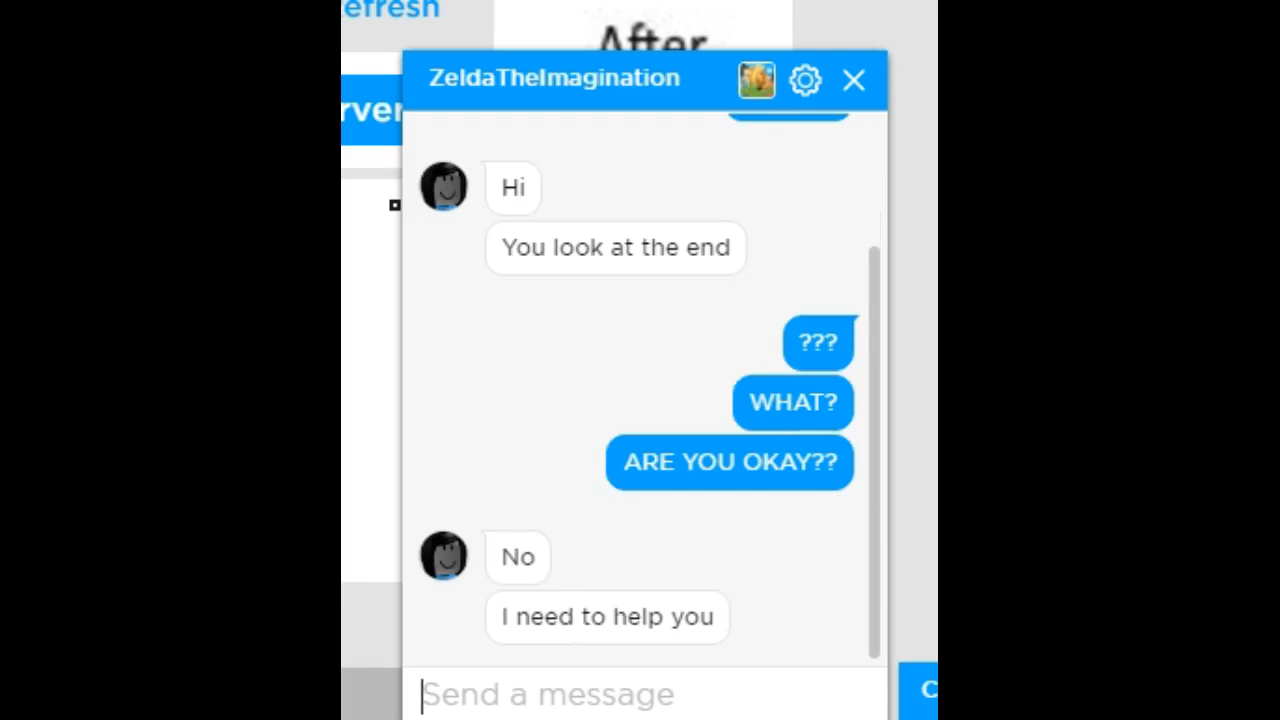 efresh
After
ZeldaTheImagination
rver
Hi
You look at the end
???
WHAT?
ARE YOU OKAY??
No
I need to help you
Send a message
C